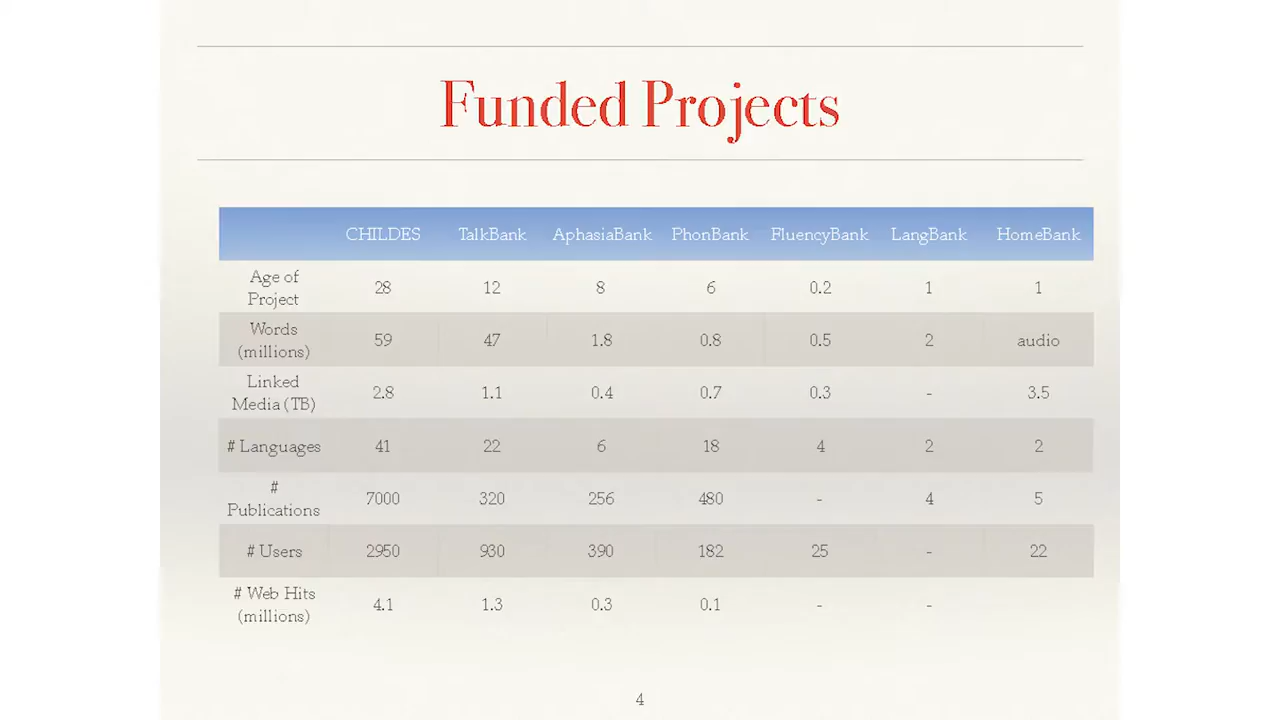 Funded Projects
CHILDES TalkBank AphasiaBank PhonBank FluencyBank LangBank HomeBank
Age of
Project 28 12 8 6 0.2 1 1
Words
(millions) 59 47 1.8 0.8 0.5 2 audio
Linked
Media (TB) 2.8 1.1 0.4 0.7 0.3 - 3.5
# Languages 41 22 6 18 4 2 2
#
Publications 7000 320 256 480 - 4 5
# Users 2950 930 390 182 25 - 22
# Web Hits
(millions) 4.1 1.3 0.3 0.1 - -
4